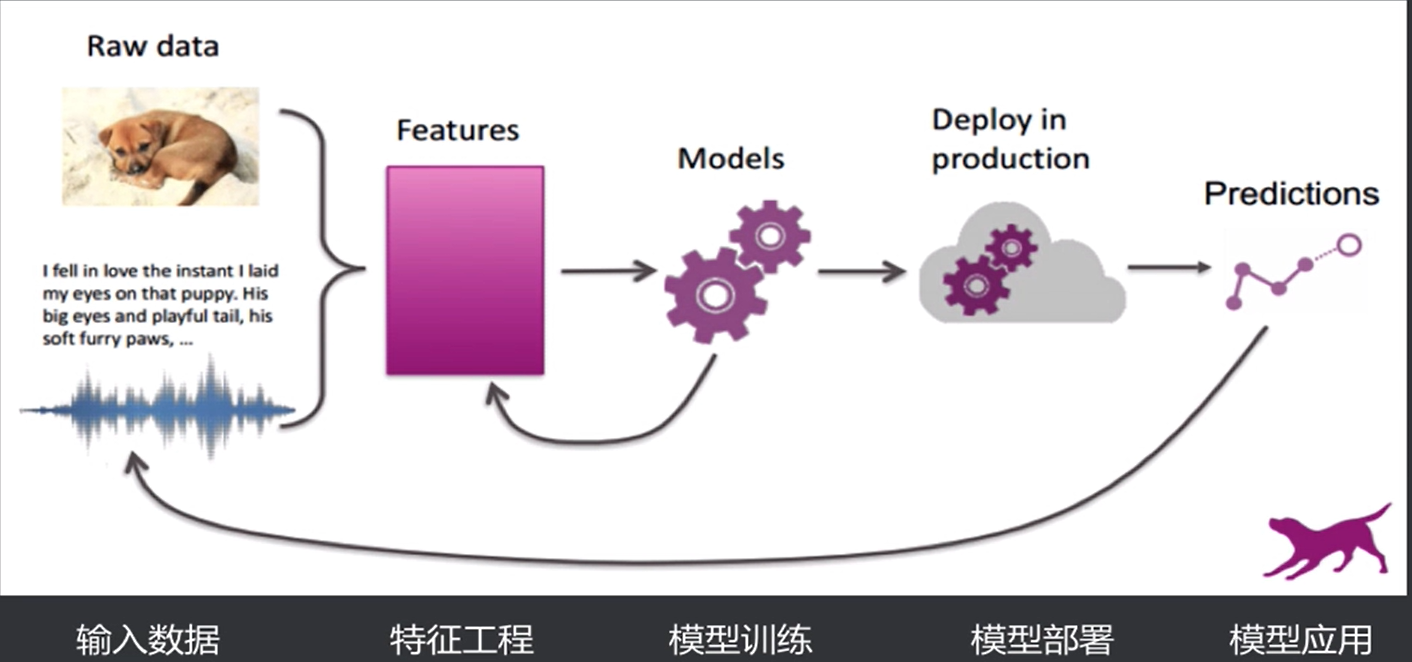 Raw data
I fell in love the instant I laid
my eyes on that puppy. His
big eyes and playful tail, his
soft furry paws, ...
Features
Models
Deploy in
production
Predictions
输入数据
特征工程
模型训练
模型部署
模型应用